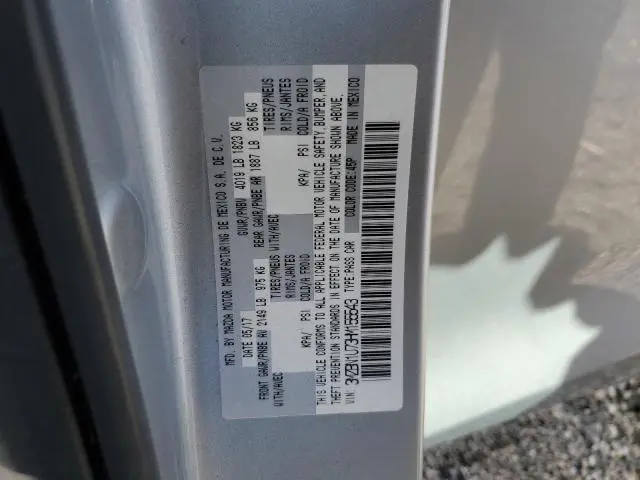 MFD. BY MAZDA MOTOR MANUFACTURING DE MEXICO S.A. DE C.V.
DATE 05/17 GVWR/PNBV 4019 LB 1823 KG
FRONT GAWR/PNBE AV 2149 LB 975 KG REAR GAWR/PNBE AR 1887 LB 856 KG
TIRES/PNEUS WITH/AVEC TIRES/PNEUS
WITH/AVEC RIMS/JANTES RIMS/JANTES
KPA/ PSI COLD/A FROID KPA/ PSI COLD/A FROID
THIS VEHICLE CONFORMS TO ALL APPLICABLE FEDERAL MOTOR VEHICLE SAFETY, BUMPER, AND
THEFT PREVENTION STANDARDS IN EFFECT ON THE DATE OF MANUFACTURE SHOWN ABOVE.
VIN: 3MZBN1U73HM155543 TYPE:PASS CAR COLOR CODE:45P MADE IN MEXICO